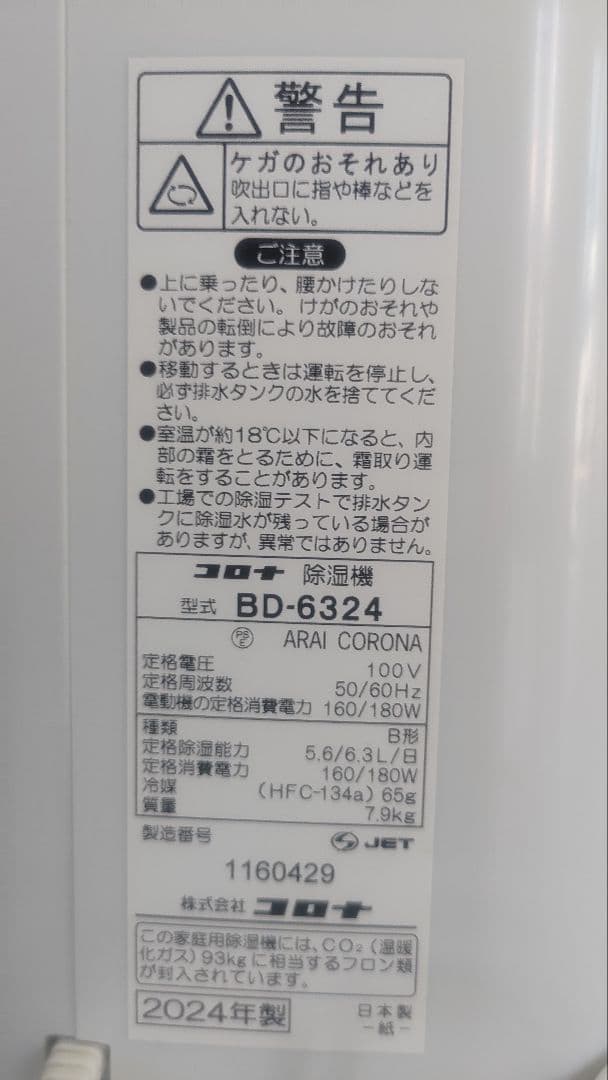 警告
ケガのおそれあり
吹出口に指や棒などを
入れない。
ご注意
●上に乗ったり、腰かけたりしな
いでください。けがのおそれや
製品の転倒により故障のおそれ
があります。
●移動するときは運転を停止し、
必ず排水タンクの水を捨ててくだ
さい。
●室温が約18℃以下になると、内
部の霜をとるために、霜取り運
転をすることがあります。
●工場での除湿テストで排水タン
クに除湿水が残っている場合が
ありますが、異常ではありません。
コロナ 除湿機
型式 BD-6324
PS E ARAI CORONA
定格電圧 100V
定格周波数 50/60Hz
電動機の定格消費電力 160/180W
種類 B形
定格除湿能力 5.6/6.3L/日
定格消費電力 160/180W
冷媒 (HFC-134a) 65g
質量 7.9kg
製造番号 S JET
1160429
株式会社 コロナ
この家庭用除湿機には、CO2(温暖
化ガス)93kgに相当するフロン類
が封入されています。
2024年製 日本製
-紙-